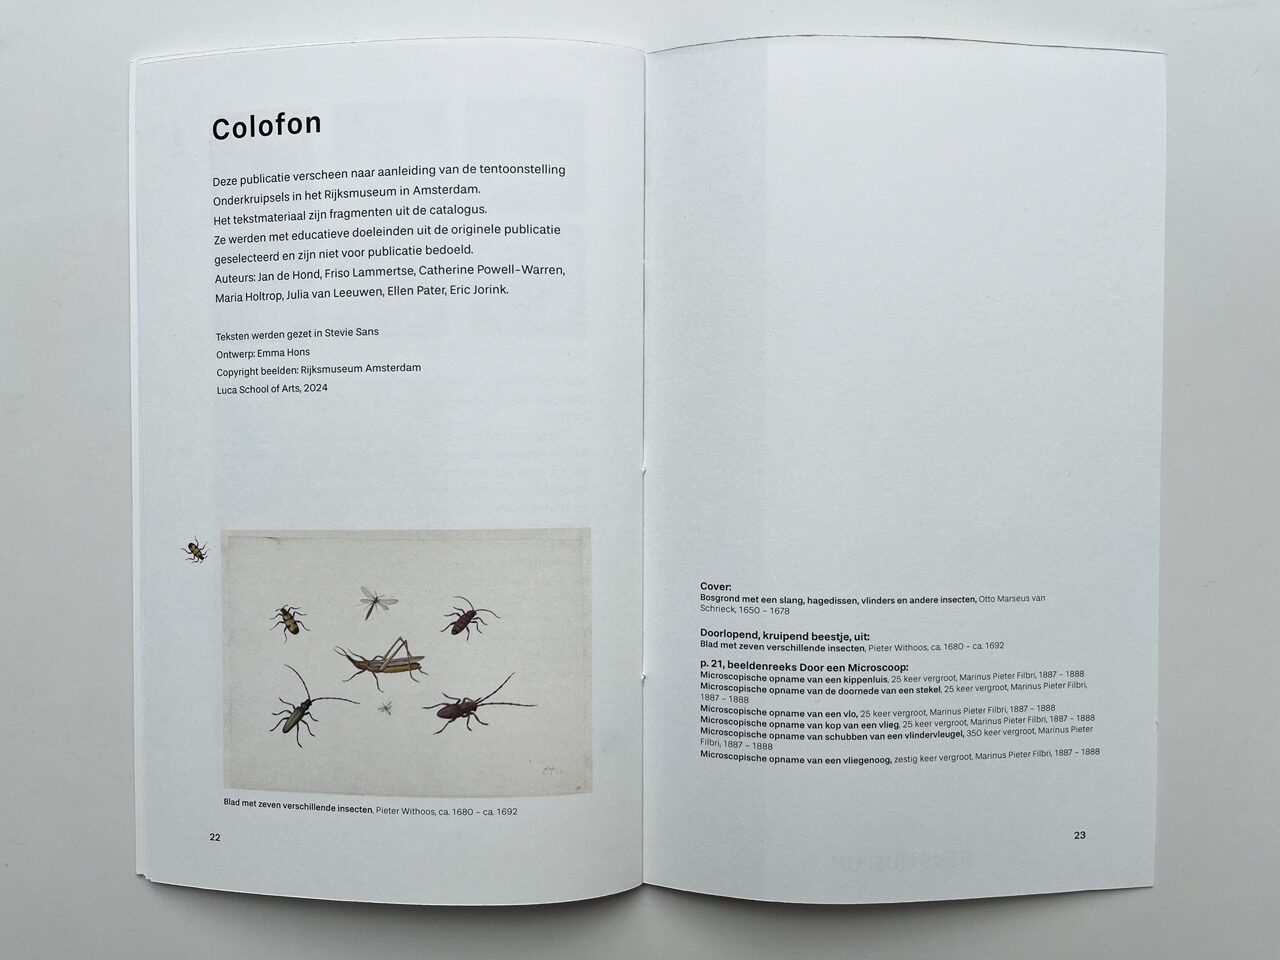 Colofon
Deze publicatie verscheen naar aanleiding van de tentoonstelling
Onderkruipsels in het Rijksmuseum in Amsterdam.
Het tekstmateriaal zijn fragmenten uit de catalogus.
Ze werden met educatieve doeleinden uit de originele publicatie
geselecteerd en zijn niet voor publicatie bedoeld.
Auteurs: Jan de Hond, Friso Lammertse, Catherine Powell-Warren,
Maria Holtrop, Julia van Leeuwen, Ellen Pater, Eric Jorink.
Teksten werden gezet in Stevie Sans
Ontwerp: Emma Hons
Copyright beelden: Rijksmuseum Amsterdam
Luca School of Arts, 2024
Blad met zeven verschillende insecten, Pieter Withoos, ca. 1680 – ca. 1692
22
Cover:
Bosgrond met een slang, hagedissen, vlinders en andere insecten, Otto Marseus van
Schrieck, 1650 – 1678
Doorlopend, kruipend beestje, uit:
Blad met zeven verschillende insecten, Pieter Withoos, ca. 1680 – ca. 1692
p. 21, beeldenreeks Door een Microscoop:
Microscopische opname van een kippenluis, 25 keer vergroot, Marinus Pieter Filbri, 1887 - 1888
Microscopische opname van de doornede van een stekel, 25 keer vergroot, Marinus Pieter Filbri,
1887 - 1888
Microscopische opname van een vlo, 25 keer vergroot, Marinus Pieter Filbri, 1887 - 1888
Microscopische opname van kop van een vlieg, 25 keer vergroot, Marinus Pieter Filbri, 1887 - 1888
Microscopische opname van schubben van een vlindervleugel, 350 keer vergroot, Marinus Pieter
Filbri, 1887 - 1888
Microscopische opname van een vliegenoog, zestig keer vergroot, Marinus Pieter Filbri, 1887 - 1888
23